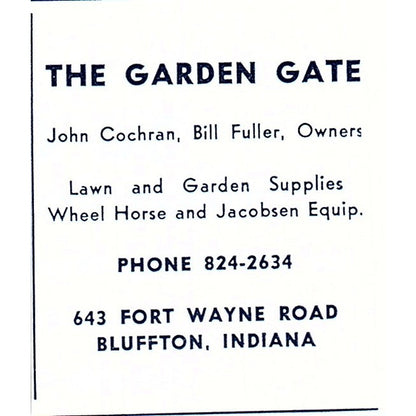 THE GARDEN GATE
John Cochran, Bill Fuller, Owners
Lawn and Garden Supplies
Wheel Horse and Jacobsen Equip.
PHONE 824-2634
643 FORT WAYNE ROAD
BLUFFTON, INDIANA